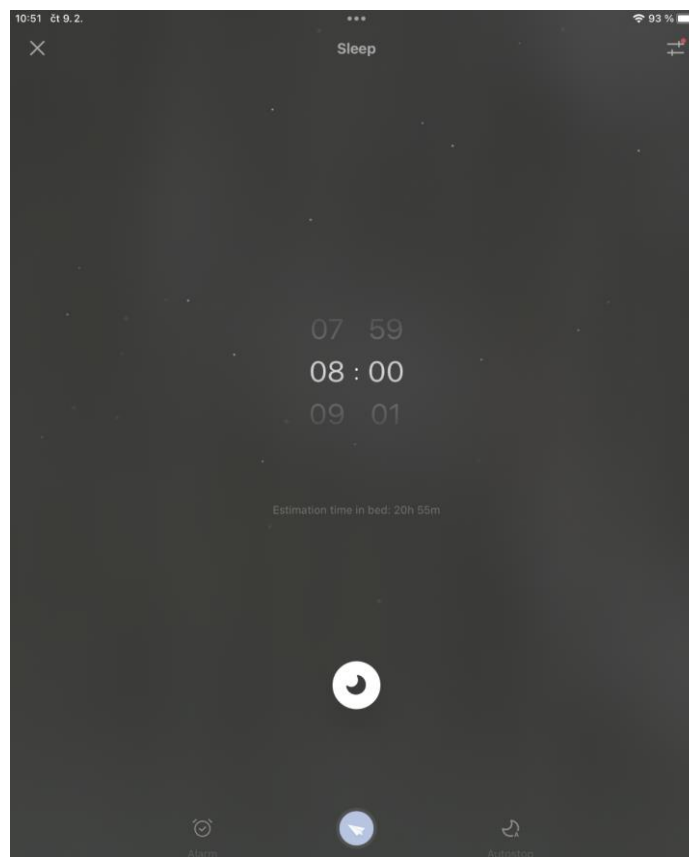 10:51 čt 9. 2.
93 %
Sleep
07 59
08 : 00
09 01
Estimation time in bed: 20h 55m
Alarm
Autostop